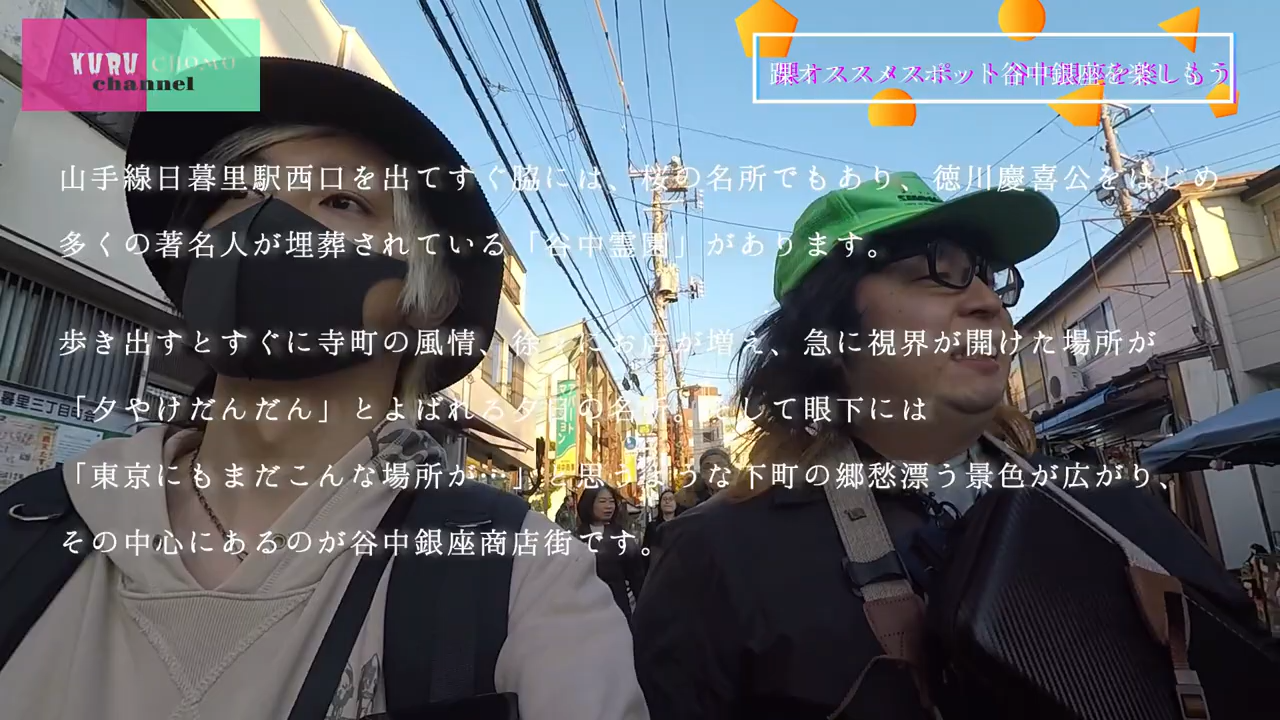 KURU CHOMO
channel
踝オススメスポット谷中銀座を楽しもう
山手線日暮里駅西口を出てすぐ脇には、桜の名所でもあり、徳川慶喜公をはじめ
多くの著名人が埋葬されている「谷中霊園」があります。
歩き出すとすぐに寺町の風情、徐々にお店が増え、急に視界が開けた場所が
「夕やけだんだん」とよばれる夕日の名所。そして眼下には
「東京にもまだこんな場所が…」と思うような下町の郷愁漂う景色が広がり、
その中心にあるのが谷中銀座商店街です。
暮里三丁目町会